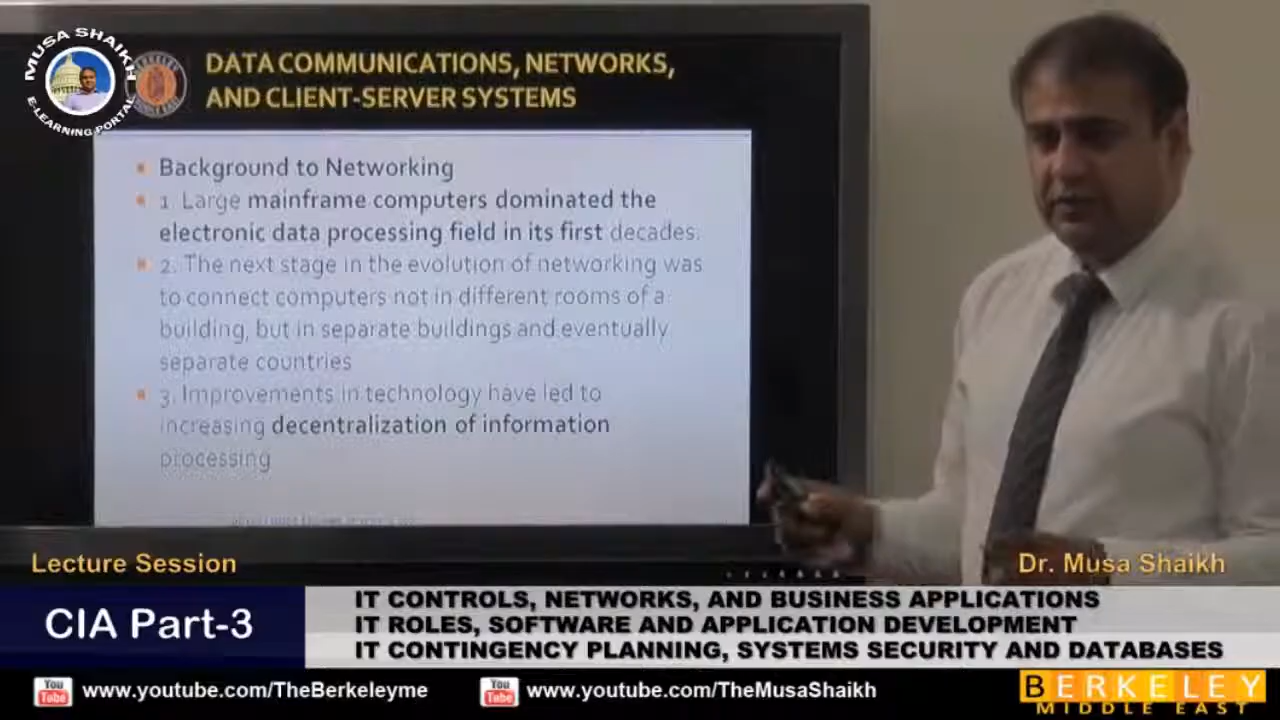 MUSA SHAIKH
E-LEARNING PORTAL
DATA COMMUNICATIONS, NETWORKS,
AND CLIENT-SERVER SYSTEMS
Background to Networking
1. Large mainframe computers dominated the
electronic data processing field in its first decades.
2. The next stage in the evolution of networking was
to connect computers not in different rooms of a
building, but in separate buildings and eventually
separate countries
3. Improvements in technology have led to
increasing decentralization of information
processing
Lecture Session
Dr. Musa Shaikh
CIA Part-3
IT CONTROLS, NETWORKS, AND BUSINESS APPLICATIONS
IT ROLES, SOFTWARE AND APPLICATION DEVELOPMENT
IT CONTINGENCY PLANNING, SYSTEMS SECURITY AND DATABASES
You Tube
www.youtube.com/TheBerkeleyme
You Tube
www.youtube.com/TheMusaShaikh
BERKELEY
MIDDLE EAST